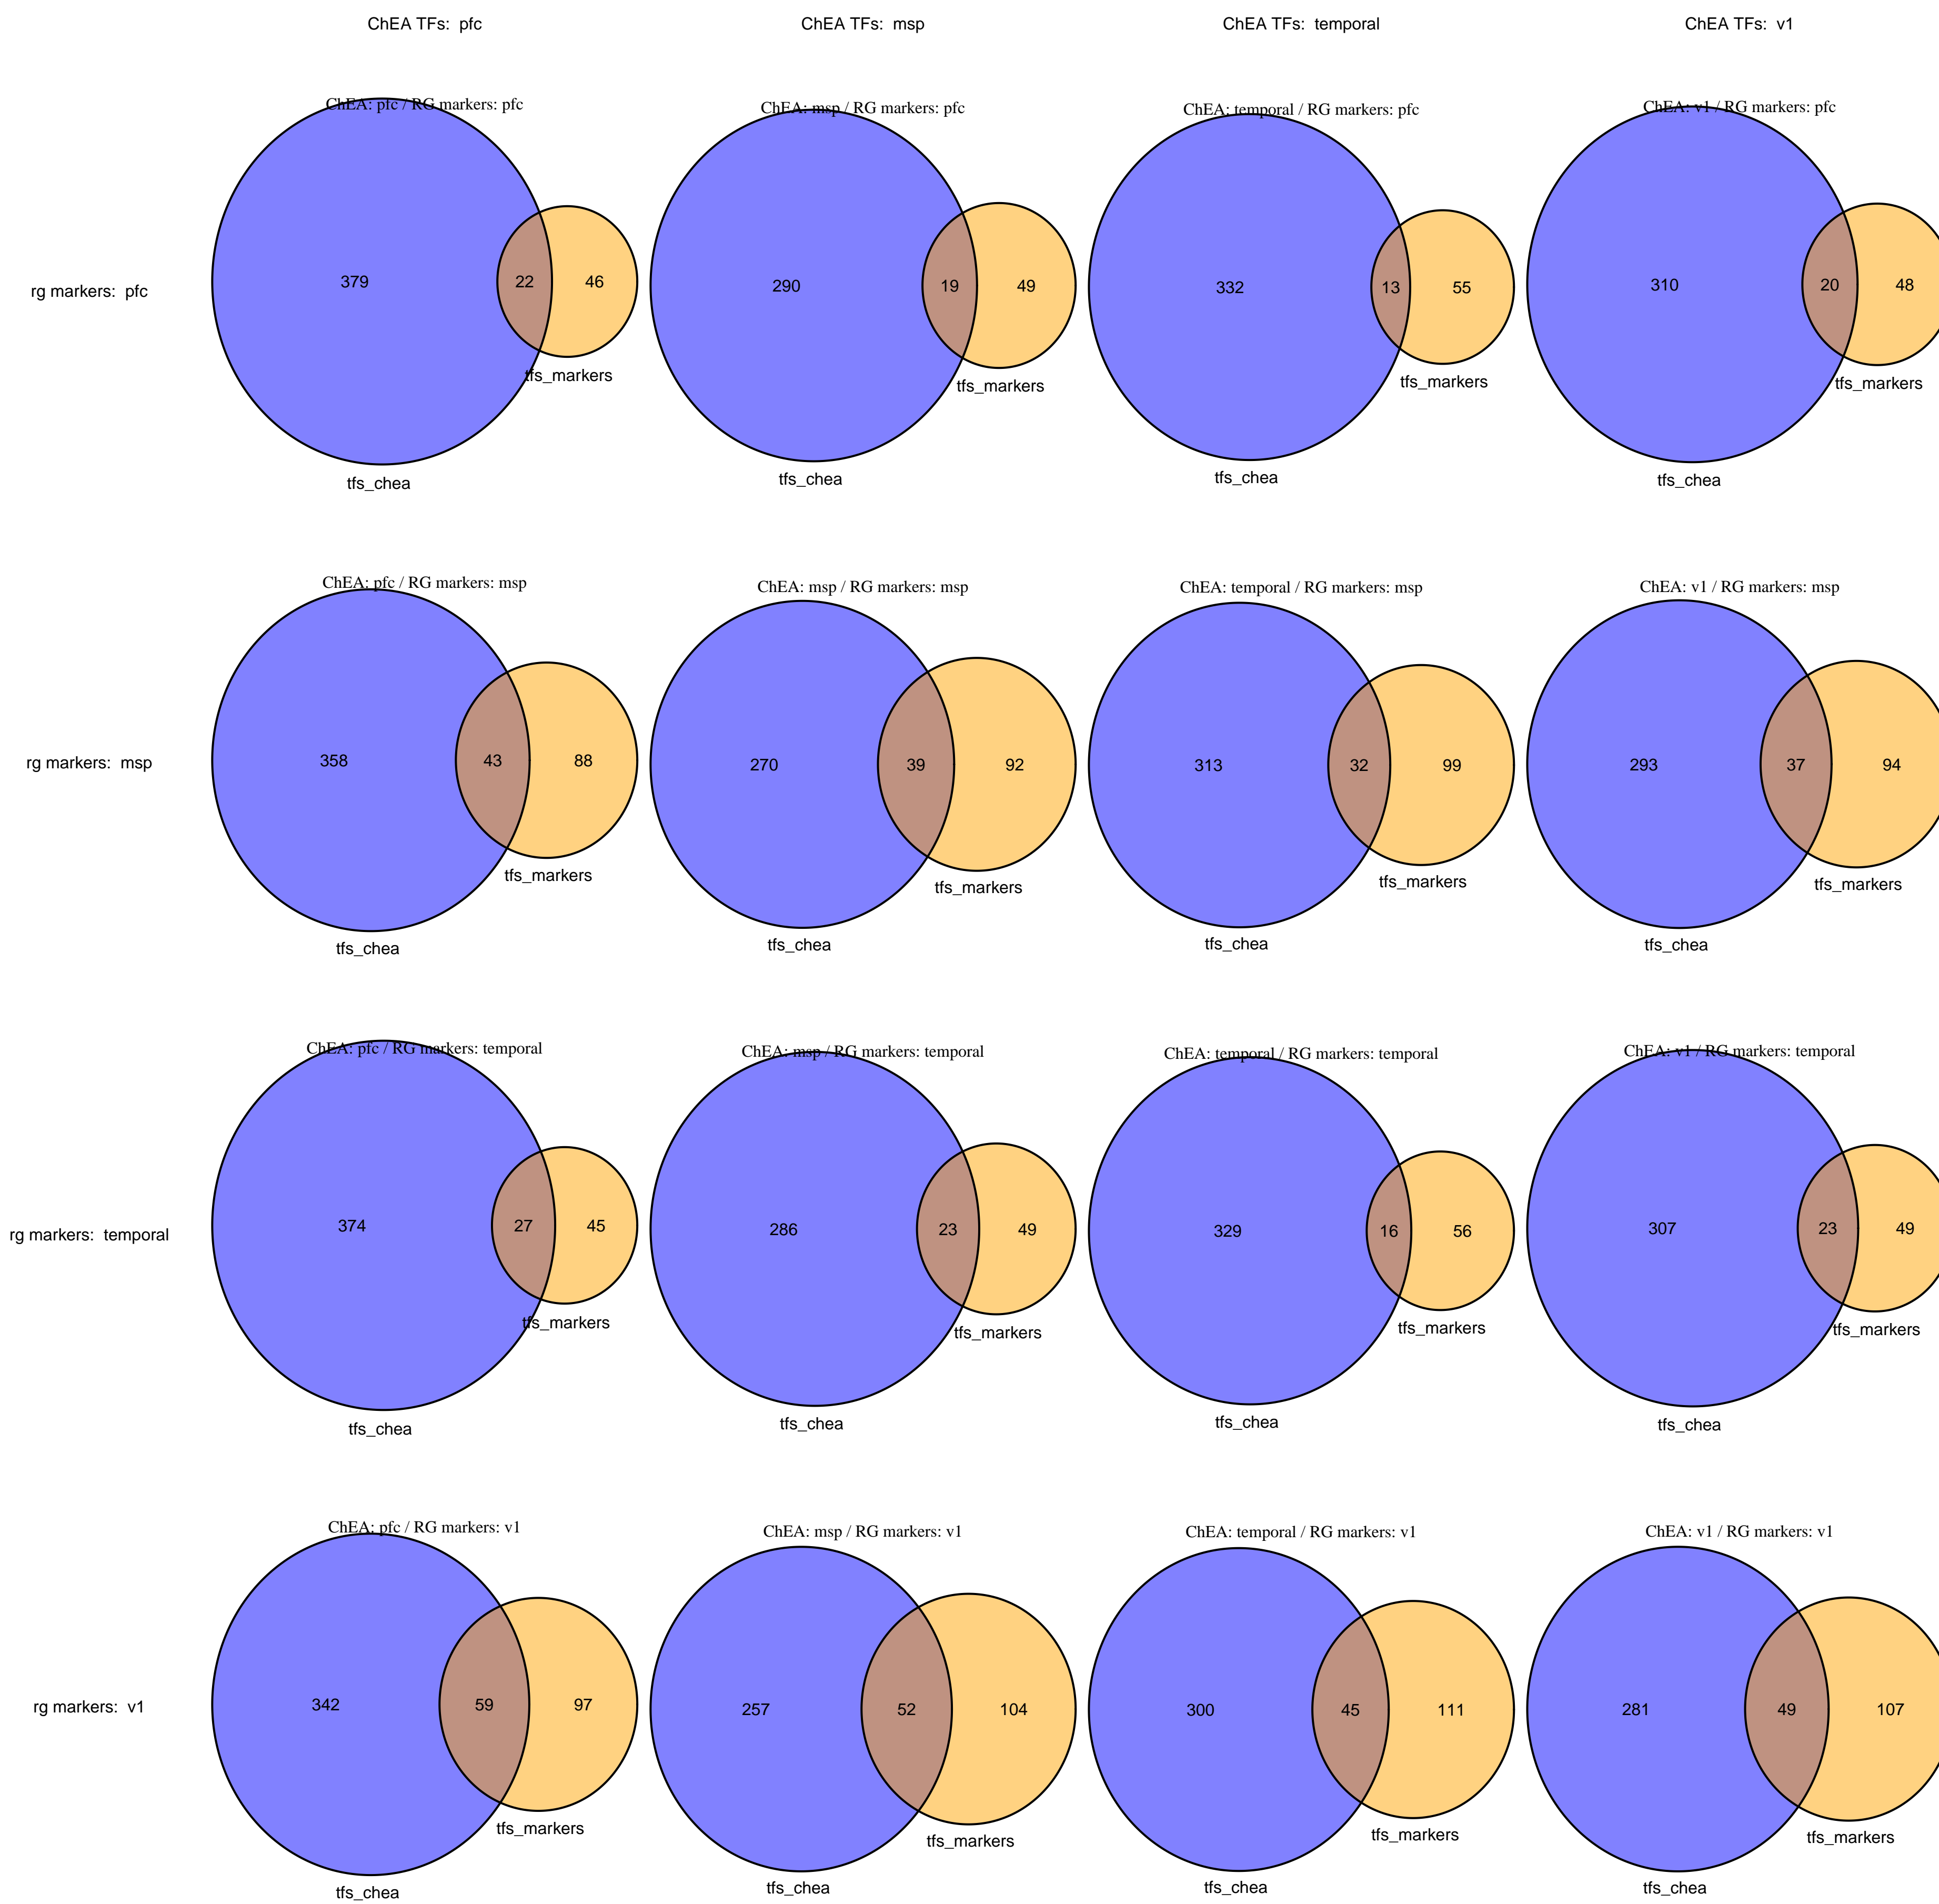 ChEA TFs:  pfc
ChEA TFs:  msp
ChEA TFs:  temporal
ChEA TFs:  v1
ChEA: pfc / RG markers: pfc
ChEA: msp / RG markers: pfc
ChEA: temporal / RG markers: pfc
ChEA: v1 / RG markers: pfc
rg markers:  pfc
379
22
46
290
19
49
332
13
55
310
20
48
tfs_markers
tfs_markers
tfs_markers
tfs_markers
tfs_chea
tfs_chea
tfs_chea
tfs_chea
ChEA: pfc / RG markers: msp
ChEA: msp / RG markers: msp
ChEA: temporal / RG markers: msp
ChEA: v1 / RG markers: msp
rg markers:  msp
358
43
88
270
39
92
313
32
99
293
37
94
tfs_markers
tfs_markers
tfs_markers
tfs_markers
tfs_chea
tfs_chea
tfs_chea
tfs_chea
ChEA: pfc / RG markers: temporal
ChEA: msp / RG markers: temporal
ChEA: temporal / RG markers: temporal
ChEA: v1 / RG markers: temporal
rg markers:  temporal
374
27
45
286
23
49
329
16
56
307
23
49
tfs_markers
tfs_markers
tfs_markers
tfs_markers
tfs_chea
tfs_chea
tfs_chea
tfs_chea
ChEA: pfc / RG markers: v1
ChEA: msp / RG markers: v1
ChEA: temporal / RG markers: v1
ChEA: v1 / RG markers: v1
rg markers:  v1
342
59
97
257
52
104
300
45
111
281
49
107
tfs_markers
tfs_markers
tfs_markers
tfs_markers
tfs_chea
tfs_chea
tfs_chea
tfs_chea